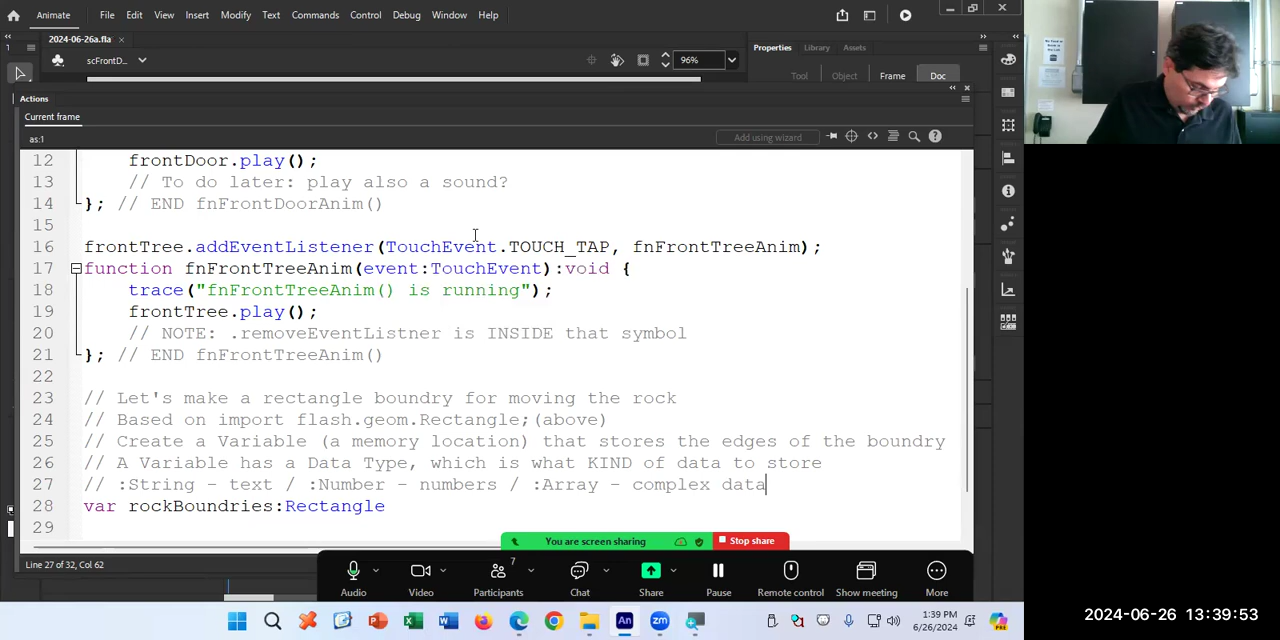 Animate File Edit View Insert Modify Text Commands Control Debug Window Help
2024-06-26a.fla ×
scFrontD... 96%
Properties Library Assets
Tool Object Frame Doc
Actions
Current frame
as:1 Add using wizard
12 frontDoor.play();
13 // To do later: play also a sound?
14 }; // END fnFrontDoorAnim()
15
16 frontTree.addEventListener(TouchEvent.TOUCH_TAP, fnFrontTreeAnim);
17 function fnFrontTreeAnim(event:TouchEvent):void {
18 trace("fnFrontTreeAnim() is running");
19 frontTree.play();
20 // NOTE: .removeEventListner is INSIDE that symbol
21 }; // END fnFrontTreeAnim()
22
23 // Let's make a rectangle boundry for moving the rock
24 // Based on import flash.geom.Rectangle;(above)
25 // Create a Variable (a memory location) that stores the edges of the boundry
26 // A Variable has a Data Type, which is what KIND of data to store
27 // :String - text / :Number - numbers / :Array - complex data
28 var rockBoundries:Rectangle
29
You are screen sharing Stop share
Line 27 of 32, Col 62
7
Audio Video Participants Chat Share Pause Remote control Show meeting More
1:39 PM
6/26/2024
2024-06-26 13:39:53